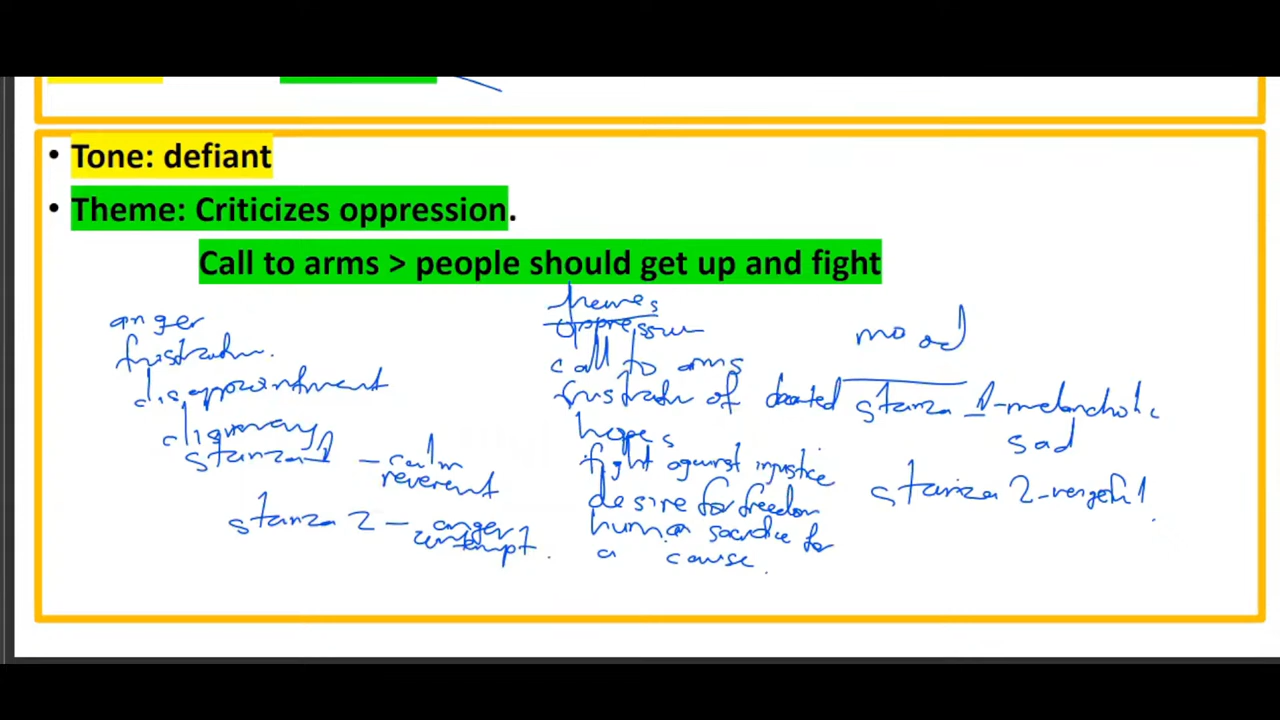 • Tone: defiant
• Theme: Criticizes oppression.
Call to arms > people should get up and fight
anger
frustration.
disappointment
stanza 1 - calm
reverent
stanza 2 - anger
contempt.
themes
oppression
call to arms
frustration of
hopes
fight against injustice
desire for freedom
human sacrifice for
a cause.
mood
stanza 1 - melancholic
sad
stanza 2 - vengeful.